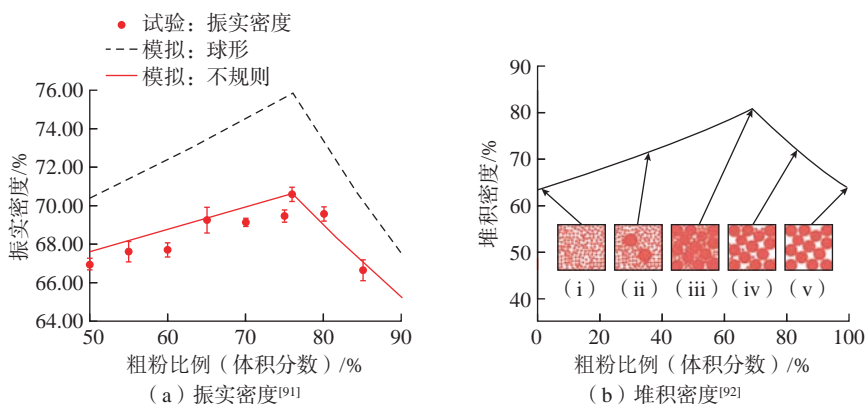 试验：振实密度
模拟：球形
模拟：不规则
76.00
74.00
72.00
70.00
68.00
66.00
64.00
振实密度/%
50 60 70 80 90
粗粉比例（体积分数）/%
（a）振实密度[91]
90
80
70
60
50
40
堆积密度/%
（i） （ii） （iii） （iv） （v）
0 20 40 60 80 100
粗粉比例（体积分数）/%
（b）堆积密度[92]